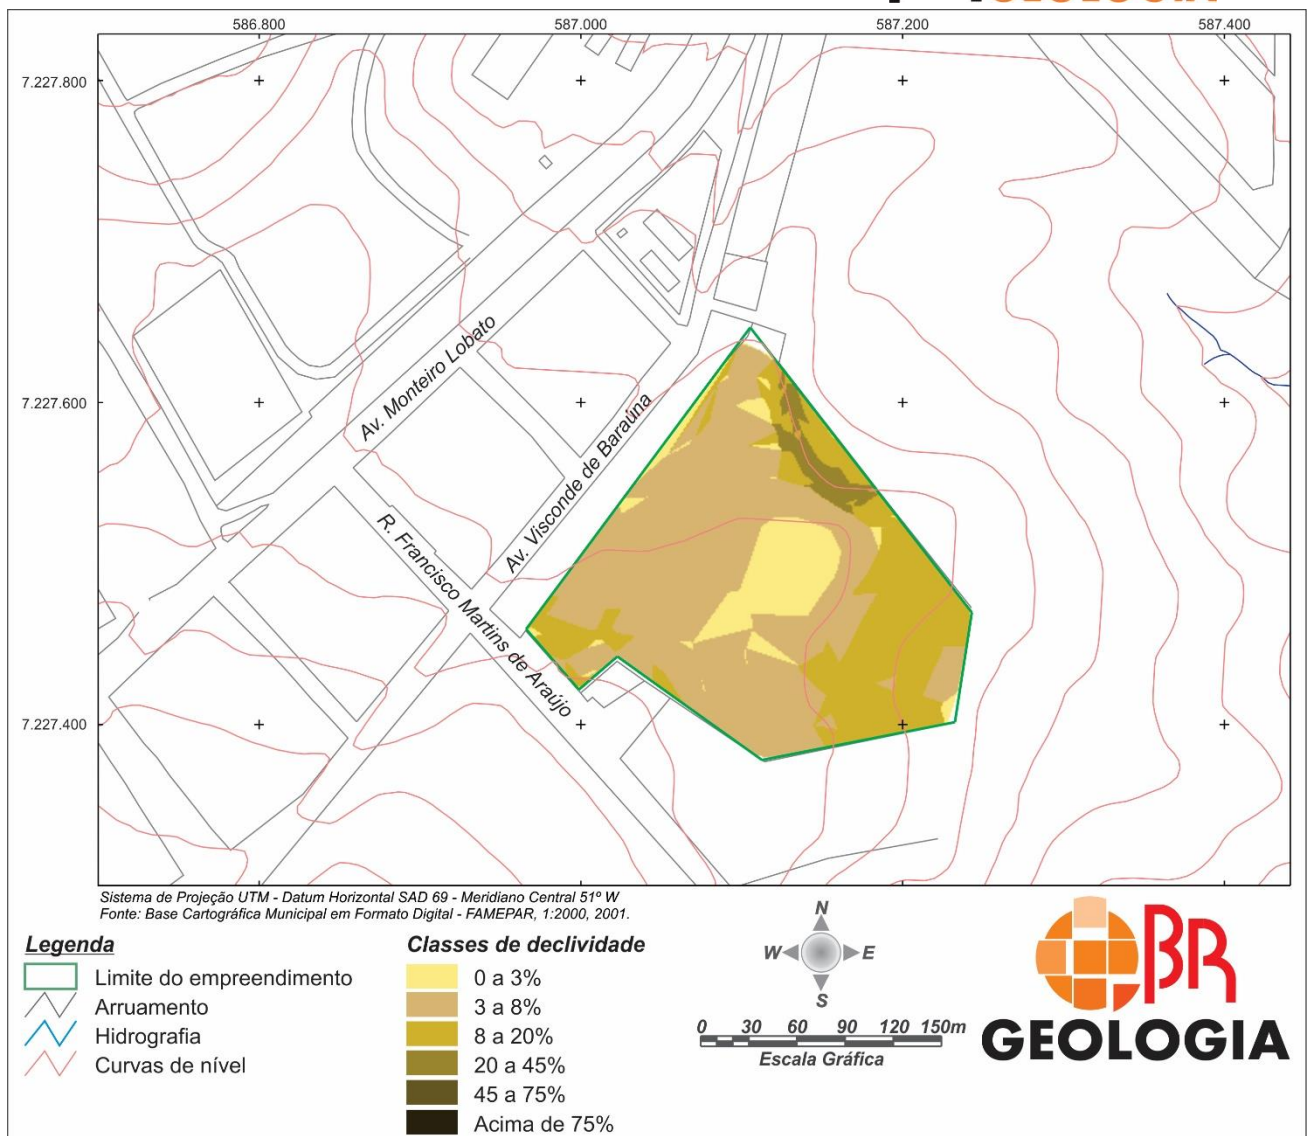 GEOLOGIA
586.800 587.000 587.200 587.400
7.227.800
7.227.600
7.227.400
Av. Monteiro Lobato
Av. Visconde de Baraúna
R. Francisco Martins de Araújo
Sistema de Projeção UTM - Datum Horizontal SAD 69 - Meridiano Central 51º W
Fonte: Base Cartográfica Municipal em Formato Digital - FAMEPAR, 1:2000, 2001.
Legenda
Limite do empreendimento
Arruamento
Hidrografia
Curvas de nível
Classes de declividade
0 a 3%
3 a 8%
8 a 20%
20 a 45%
45 a 75%
Acima de 75%
N
W E
S
0 30 60 90 120 150m
Escala Gráfica
BR
GEOLOGIA